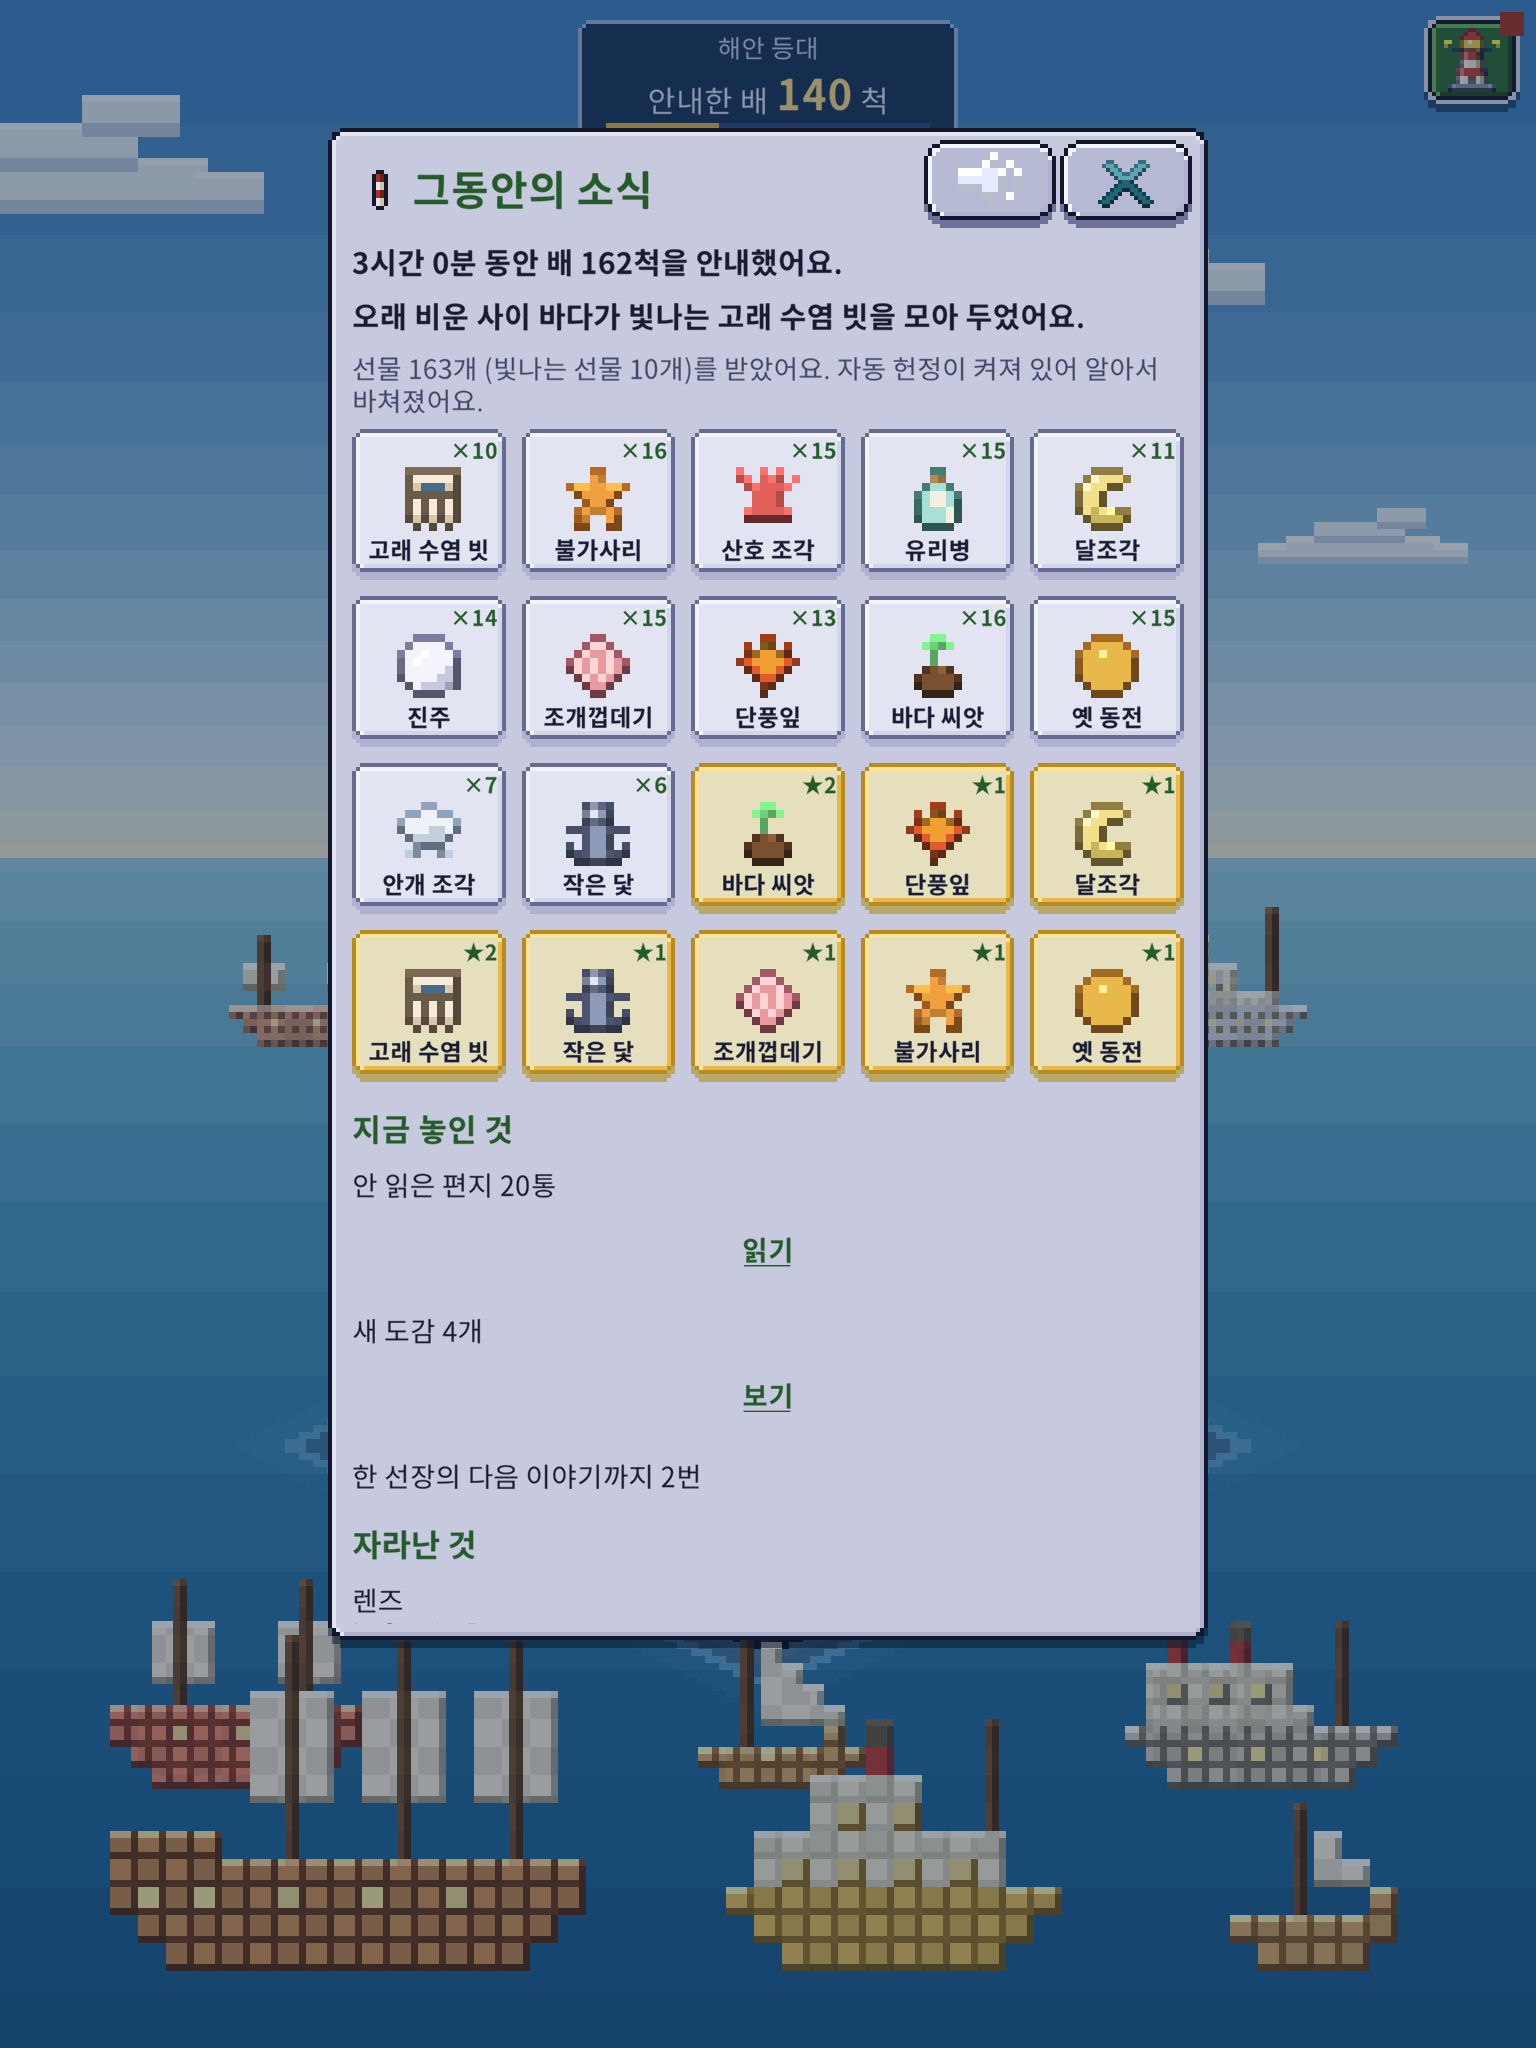 해안 등대
안내한 배 140 척
그동안의 소식
3시간 0분 동안 배 162척을 안내했어요.
오래 비운 사이 바다가 빛나는 고래 수염 빗을 모아 두었어요.
선물 163개 (빛나는 선물 10개)를 받았어요. 자동 헌정이 켜져 있어 알아서
바쳐졌어요.
×10 ×16 ×15 ×15 ×11
고래 수염 빗 불가사리 산호 조각 유리병 달조각
×14 ×15 ×13 ×16 ×15
진주 조개껍데기 단풍잎 바다 씨앗 옛 동전
×7 ×6 ★2 ★1 ★1
안개 조각 작은 닻 바다 씨앗 단풍잎 달조각
★2 ★1 ★1 ★1 ★1
고래 수염 빗 작은 닻 조개껍데기 불가사리 옛 동전
지금 놓인 것
안 읽은 편지 20통
읽기
새 도감 4개
보기
한 선장의 다음 이야기까지 2번
자라난 것
렌즈